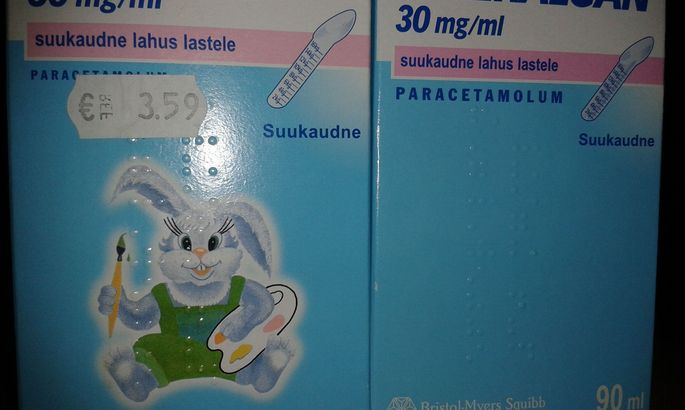 30 mg/ml
suukaudne lahus lastele
PARACETAMOLUM
€ 3.59
Suukaudne
30 mg/ml
suukaudne lahus lastele
PARACETAMOLUM
Suukaudne
Bristol-Myers Squibb
90 ml